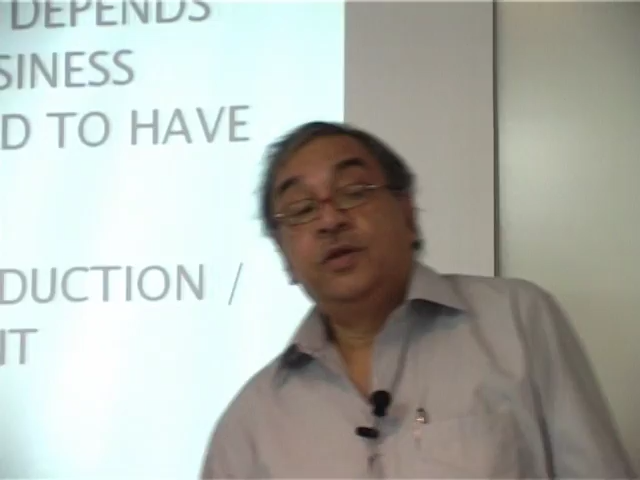 DEPENDS
SINESS
D TO HAVE
DUCTION /
IT